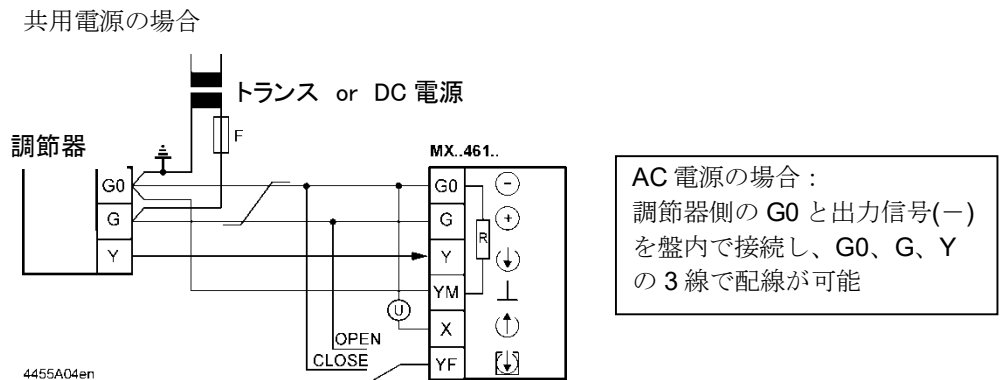 共用電源の場合
トランス or DC 電源
F
調節器
MX..461..
G0
G
Y
G0
G
Y
YM
X
YF
R
U
OPEN
CLOSE
4455A04en
AC 電源の場合：
調節器側の G0 と出力信号(－)
を盤内で接続し、G0、G、Y
の 3 線で配線が可能